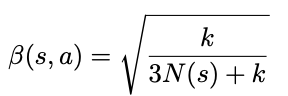 β(s, a) = √(k / (3N(s) + k))